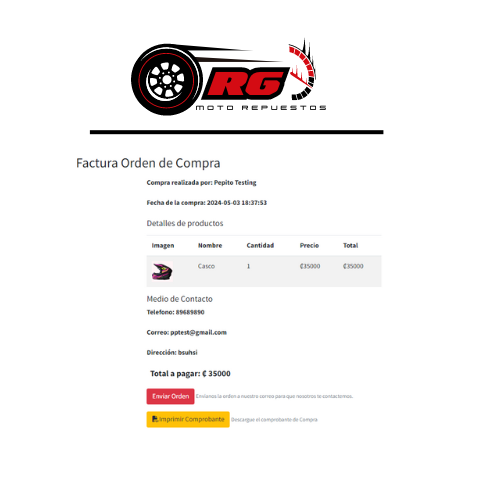 RG
MOTO REPUESTOS
Factura Orden de Compra
Compra realizada por: Pepito Testing
Fecha de la compra: 2024-05-03 18:37:53
Detalles de productos
Imagen Nombre Cantidad Precio Total
Casco 1 ₡35000 ₡35000
Medio de Contacto
Telefono: 89689890
Correo: pptest@gmail.com
Dirección: bsuhsi
Total a pagar: ₡ 35000
Enviar Orden Envianos la orden a nuestro correo para que nosotros te contactemos.
Imprimir Comprobante Descargue el comprobante de Compra